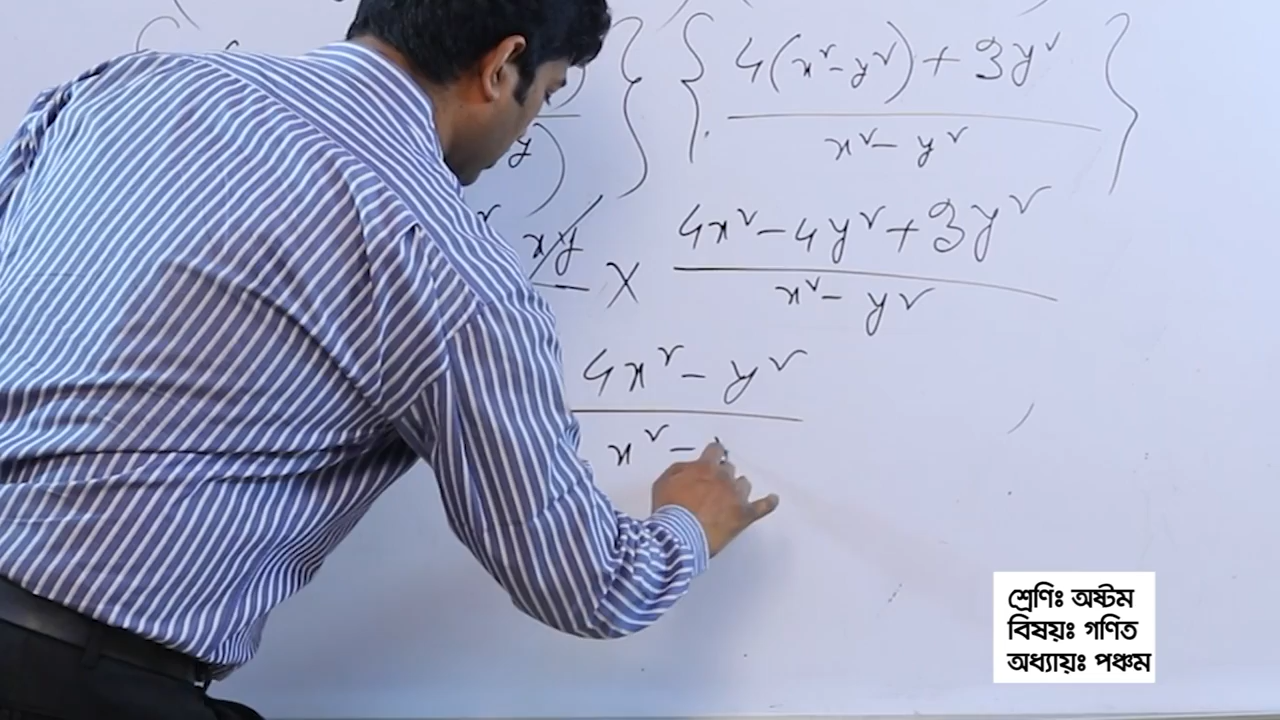 4(x² - y²) + 3y²
x² - y²
y
xy × 4x² - 4y² + 3y²
x² - y²
4x² - y²
x² -
শ্রেণিঃ অষ্টম
বিষয়ঃ গণিত
অধ্যায়ঃ পঞ্চম